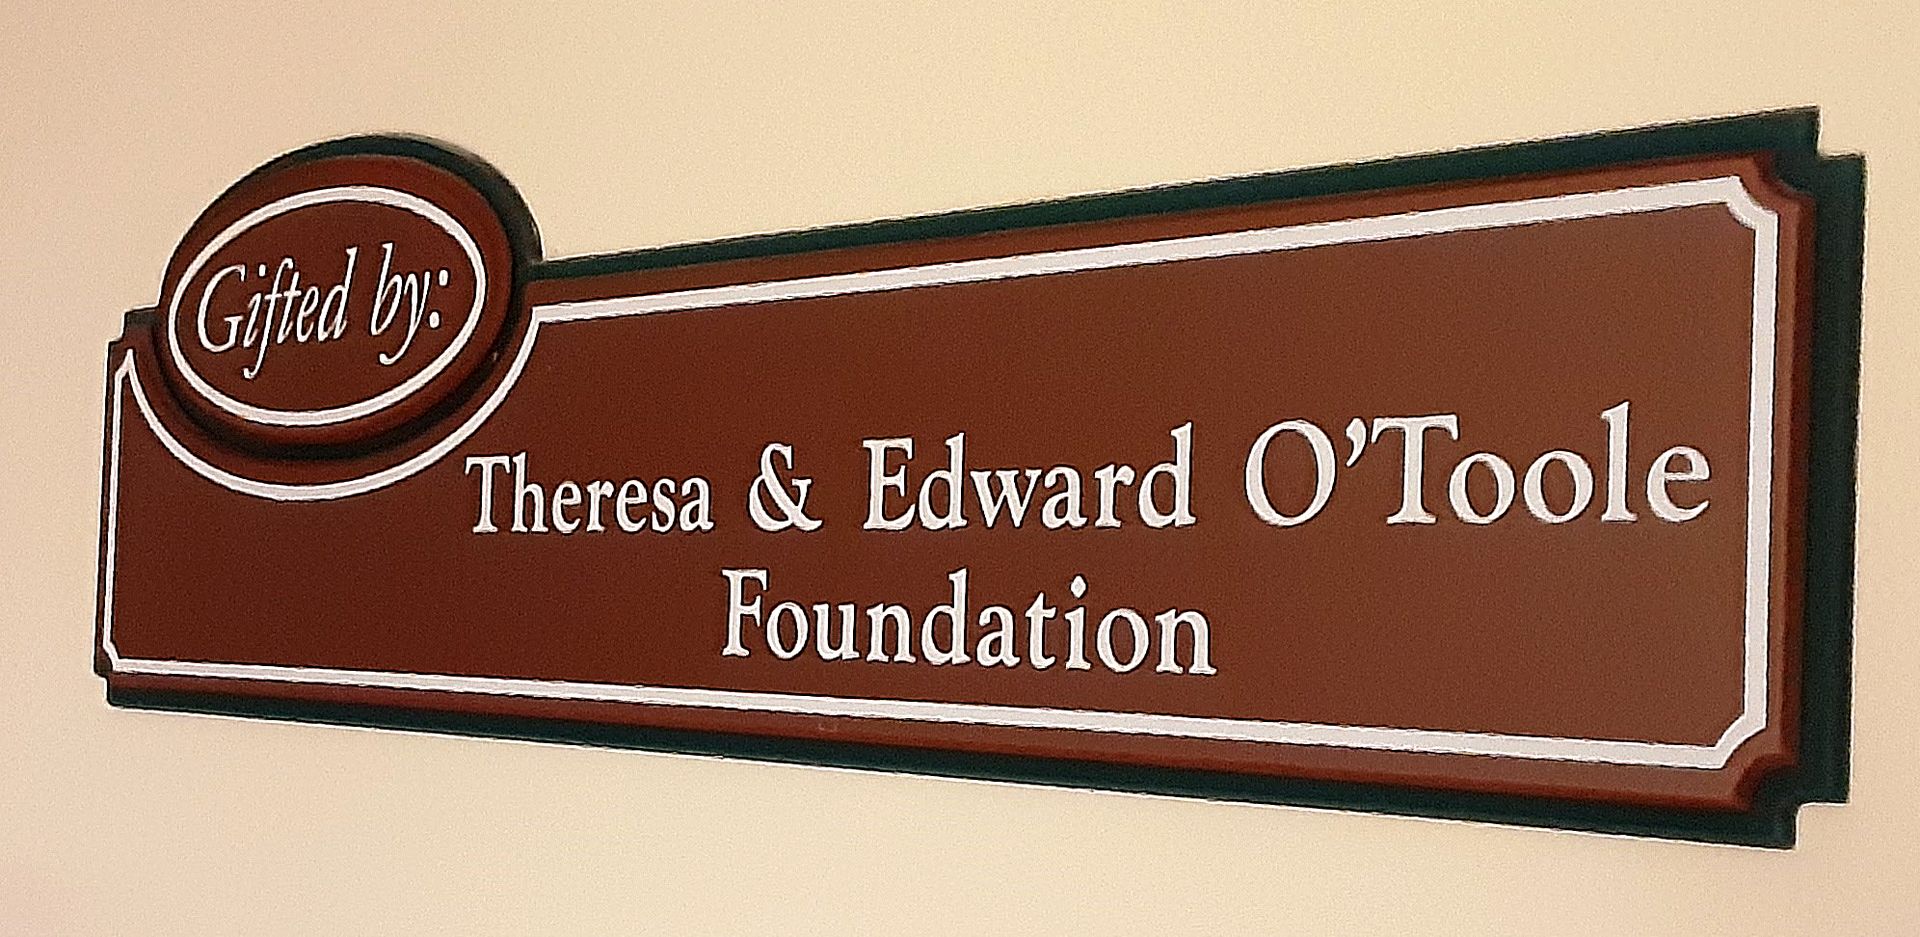 Gifted by:
Theresa & Edward O'Toole
Foundation